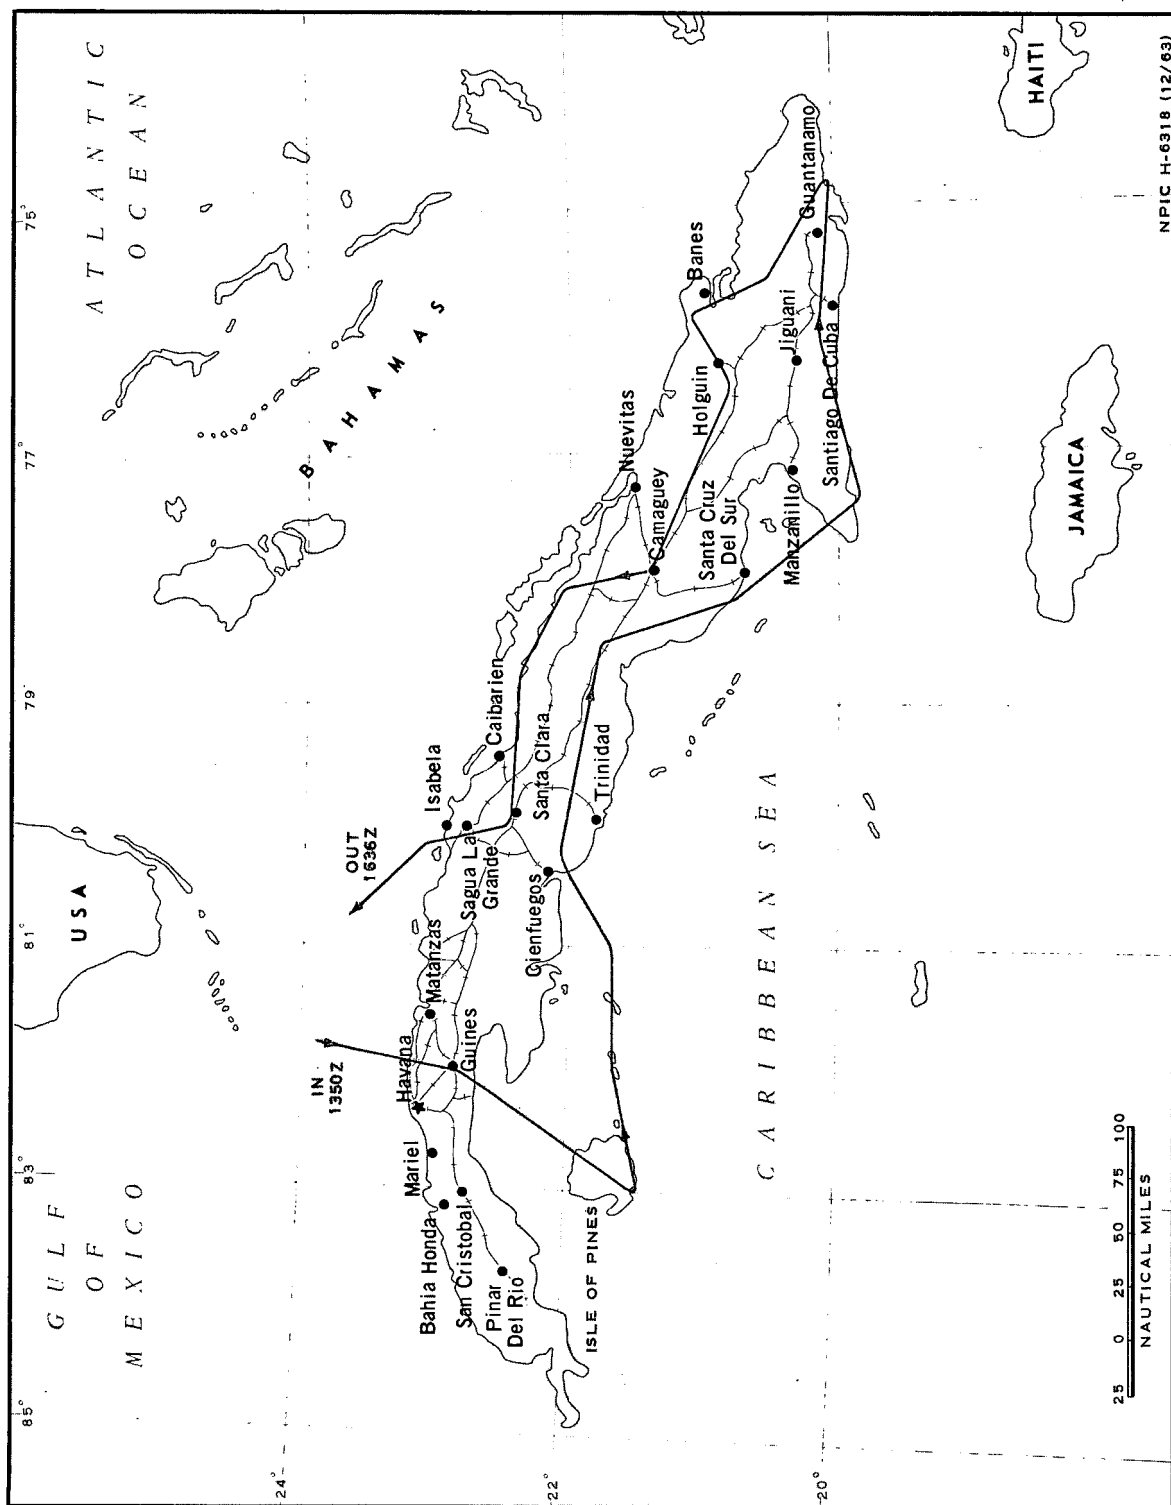 GULF
OF
MEXICO
ATLANTIC
OCEAN
USA
BAHAMAS
85°
83°
81°
79°
77°
75°
24°
22°
20°
IN
1350Z
OUT
1636Z
Havana
Mariel
Bahia Honda
San Cristobal
Pinar
Del Rio
Guines
Matanzas
Isabela
Sagua La
Grande
Caibarien
Santa Clara
Cienfuegos
Trinidad
Nuevitas
Camaguey
Santa Cruz
Del Sur
Holguin
Banes
Manzanillo
Jiguani
Santiago De Cuba
Guantanamo
ISLE OF PINES
CARIBBEAN SEA
JAMAICA
HAITI
25 0 25 50 75 100
NAUTICAL MILES
NPIC H-6318 (12/63)